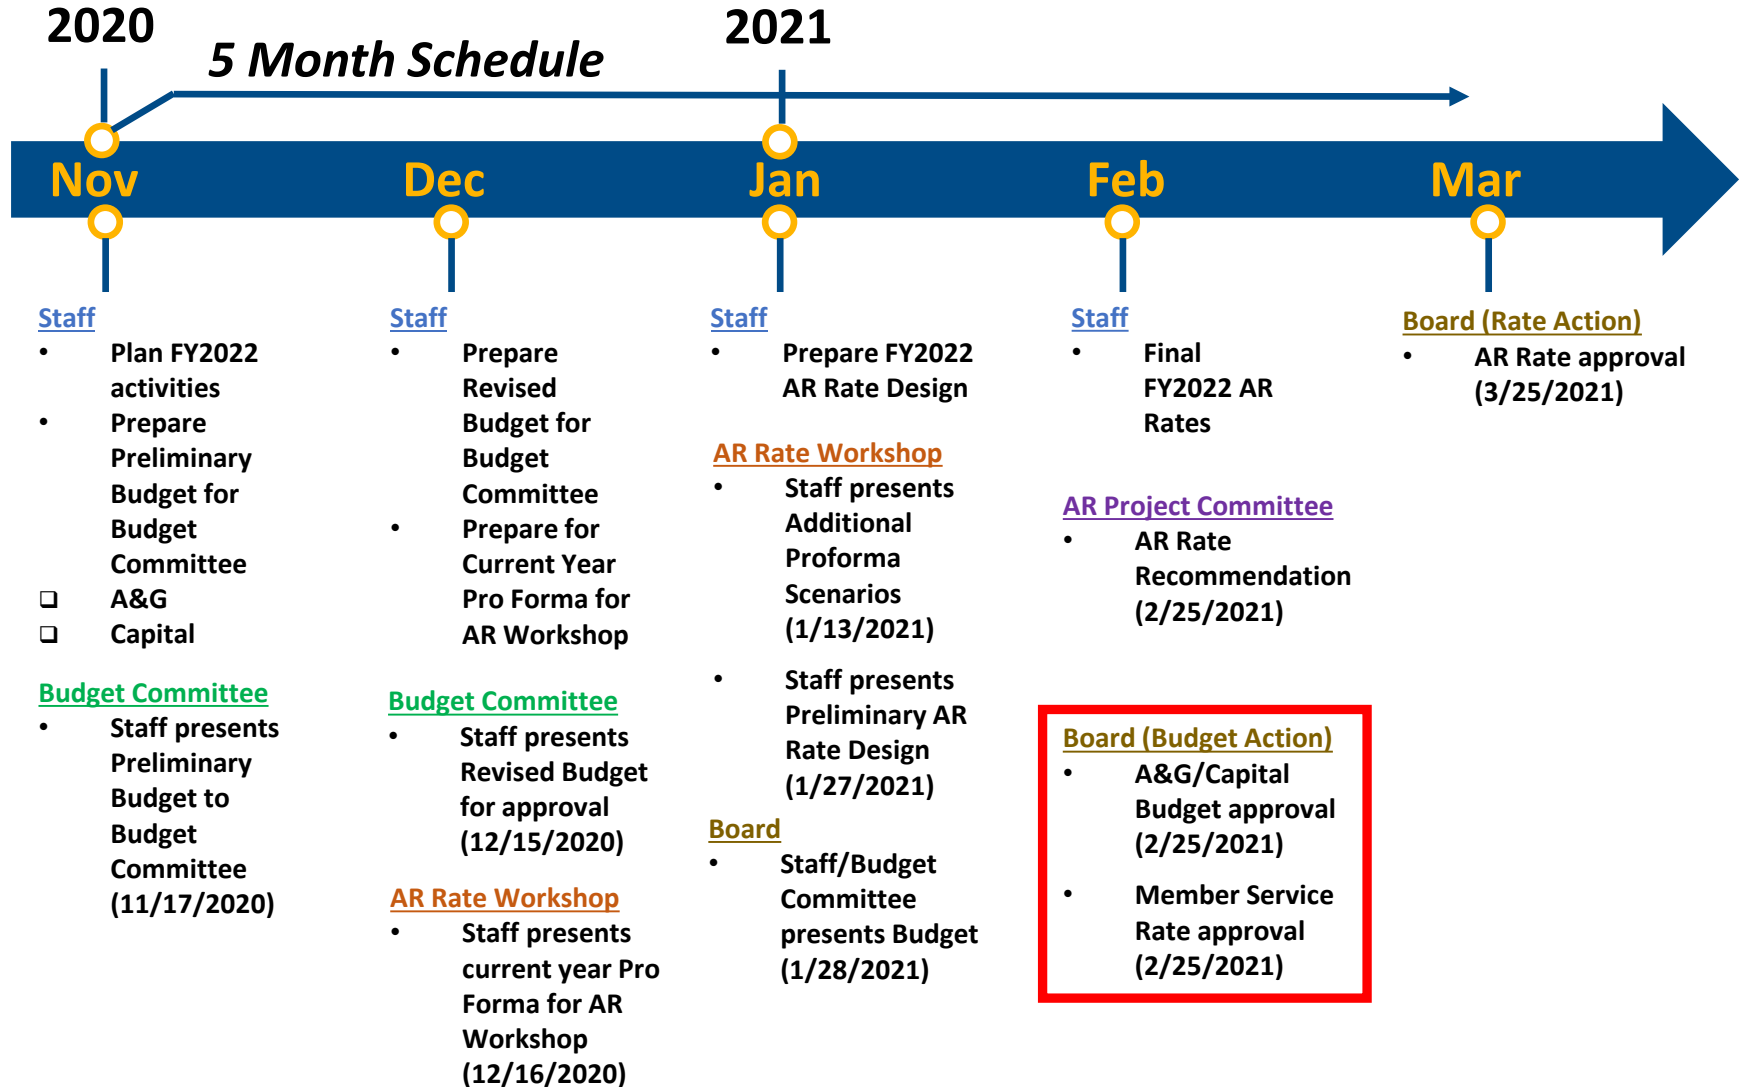 2020
2021
5 Month Schedule
Nov
Dec
Jan
Feb
Mar
Staff
• Plan FY2022
activities
• Prepare
Preliminary
Budget for
Budget
Committee
❑ A&G
❑ Capital
Budget Committee
• Staff presents
Preliminary
Budget to
Budget
Committee
(11/17/2020)
Staff
• Prepare
Revised
Budget for
Budget
Committee
• Prepare for
Current Year
Pro Forma for
AR Workshop
Budget Committee
• Staff presents
Revised Budget
for approval
(12/15/2020)
AR Rate Workshop
• Staff presents
current year Pro
Forma for AR
Workshop
(12/16/2020)
Staff
• Prepare FY2022
AR Rate Design
AR Rate Workshop
• Staff presents
Additional
Proforma
Scenarios
(1/13/2021)
• Staff presents
Preliminary AR
Rate Design
(1/27/2021)
Board
• Staff/Budget
Committee
presents Budget
(1/28/2021)
Staff
• Final
FY2022 AR
Rates
AR Project Committee
• AR Rate
Recommendation
(2/25/2021)
Board (Budget Action)
• A&G/Capital
Budget approval
(2/25/2021)
• Member Service
Rate approval
(2/25/2021)
Board (Rate Action)
• AR Rate approval
(3/25/2021)